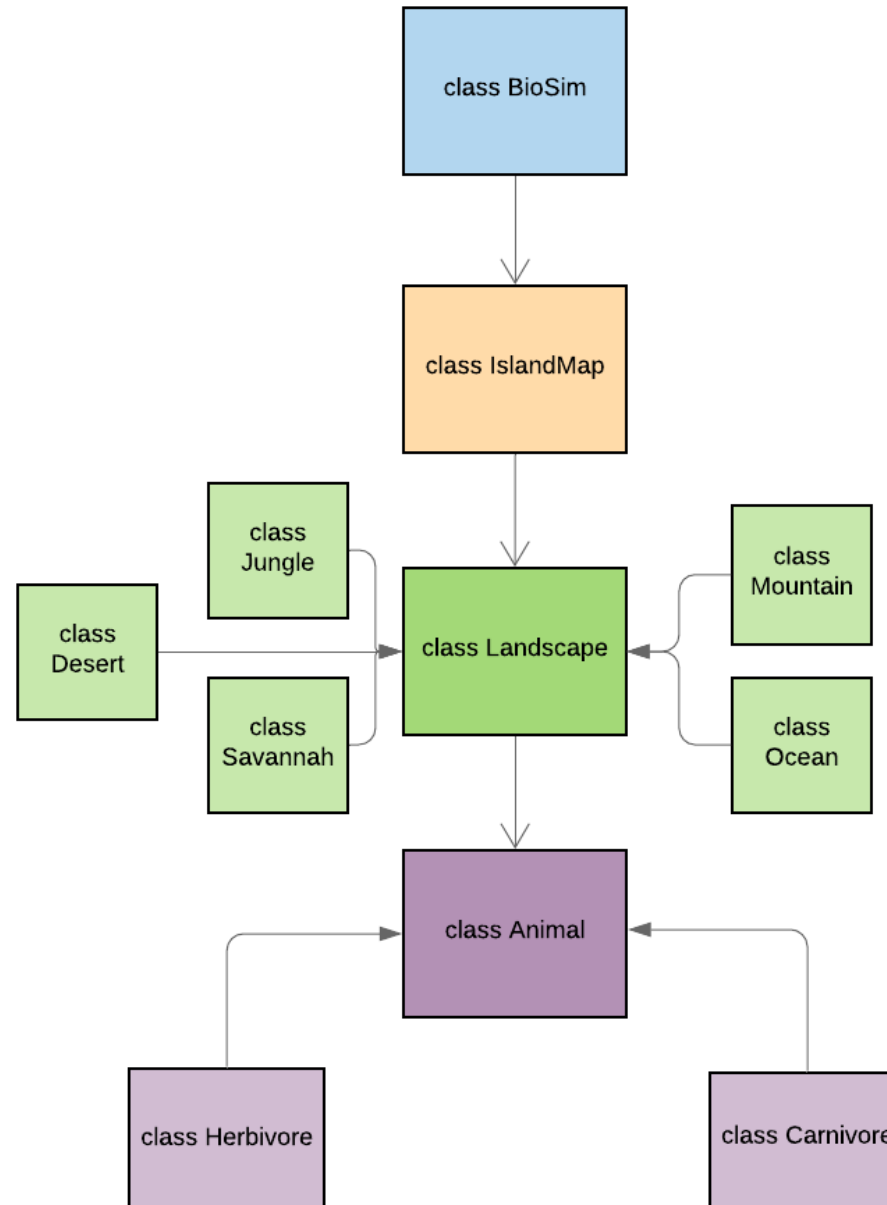 class BioSim
class IslandMap
class
Jungle
class
Mountain
class
Desert
class Landscape
class
Savannah
class
Ocean
class Animal
class Herbivore
class Carnivore